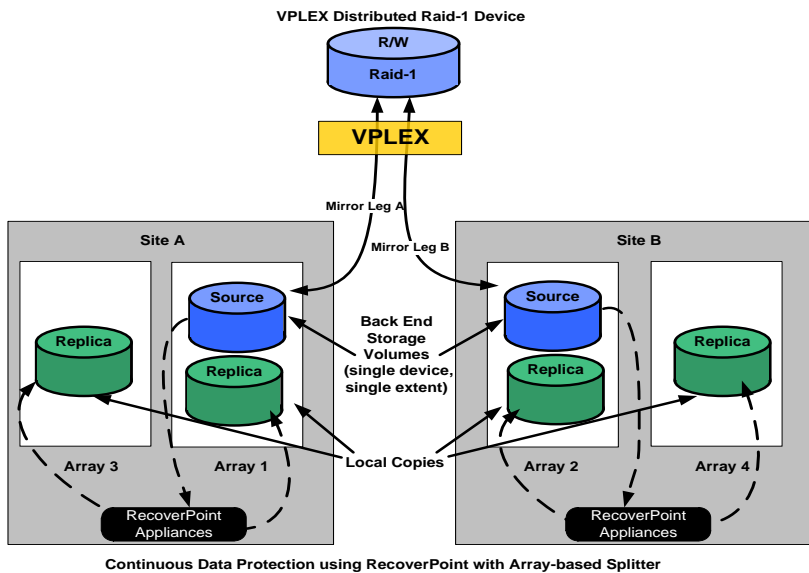 VPLEX Distributed Raid-1 Device
R/W
Raid-1
VPLEX
Mirror Leg A
Mirror Leg B
Site A
Site B
Source
Replica
Replica
Back End
Storage
Volumes
(single device,
single extent)
Source
Replica
Replica
Array 3
Array 1
Local Copies
Array 2
Array 4
RecoverPoint
Appliances
RecoverPoint
Appliances
Continuous Data Protection using RecoverPoint with Array-based Splitter